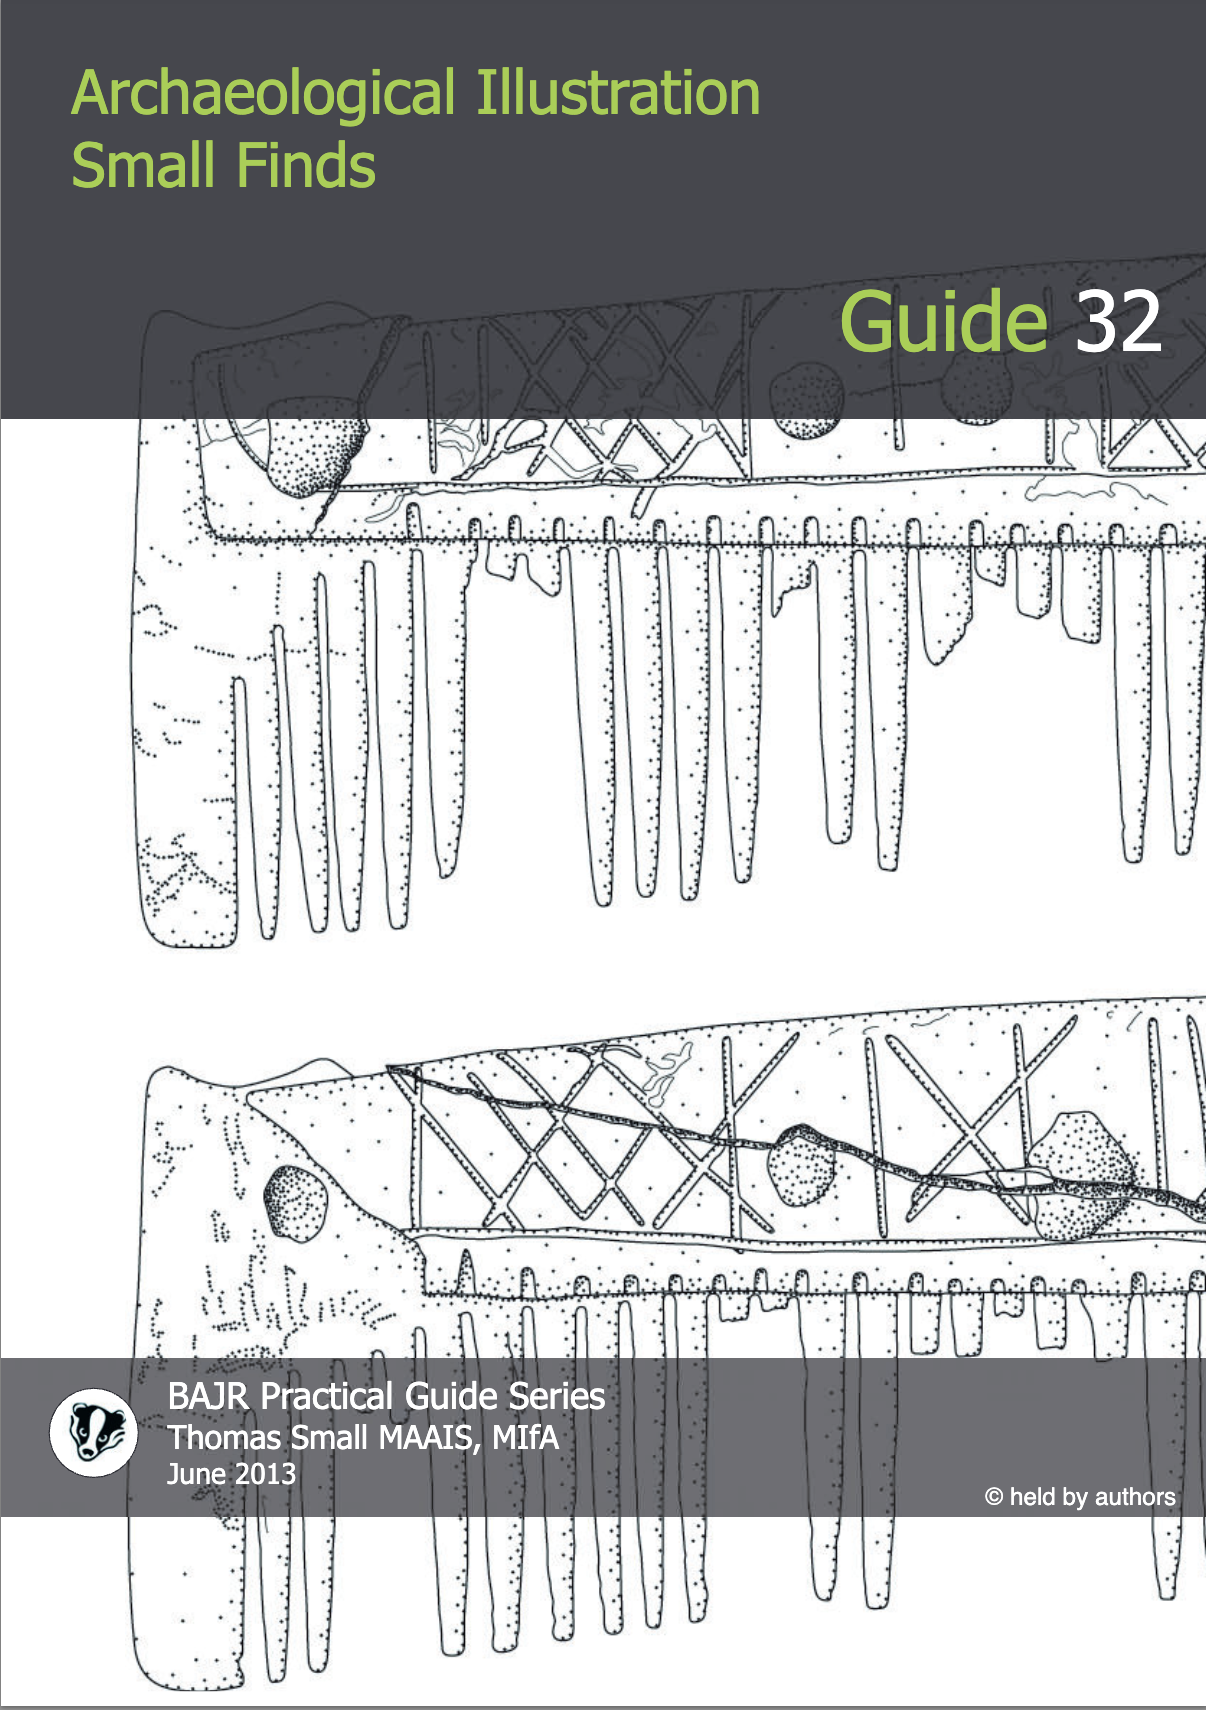 Archaeological Illustration
Small Finds
Guide 32
BAJR Practical Guide Series
Thomas Small MAAIS, MIfA
June 2013
© held by authors